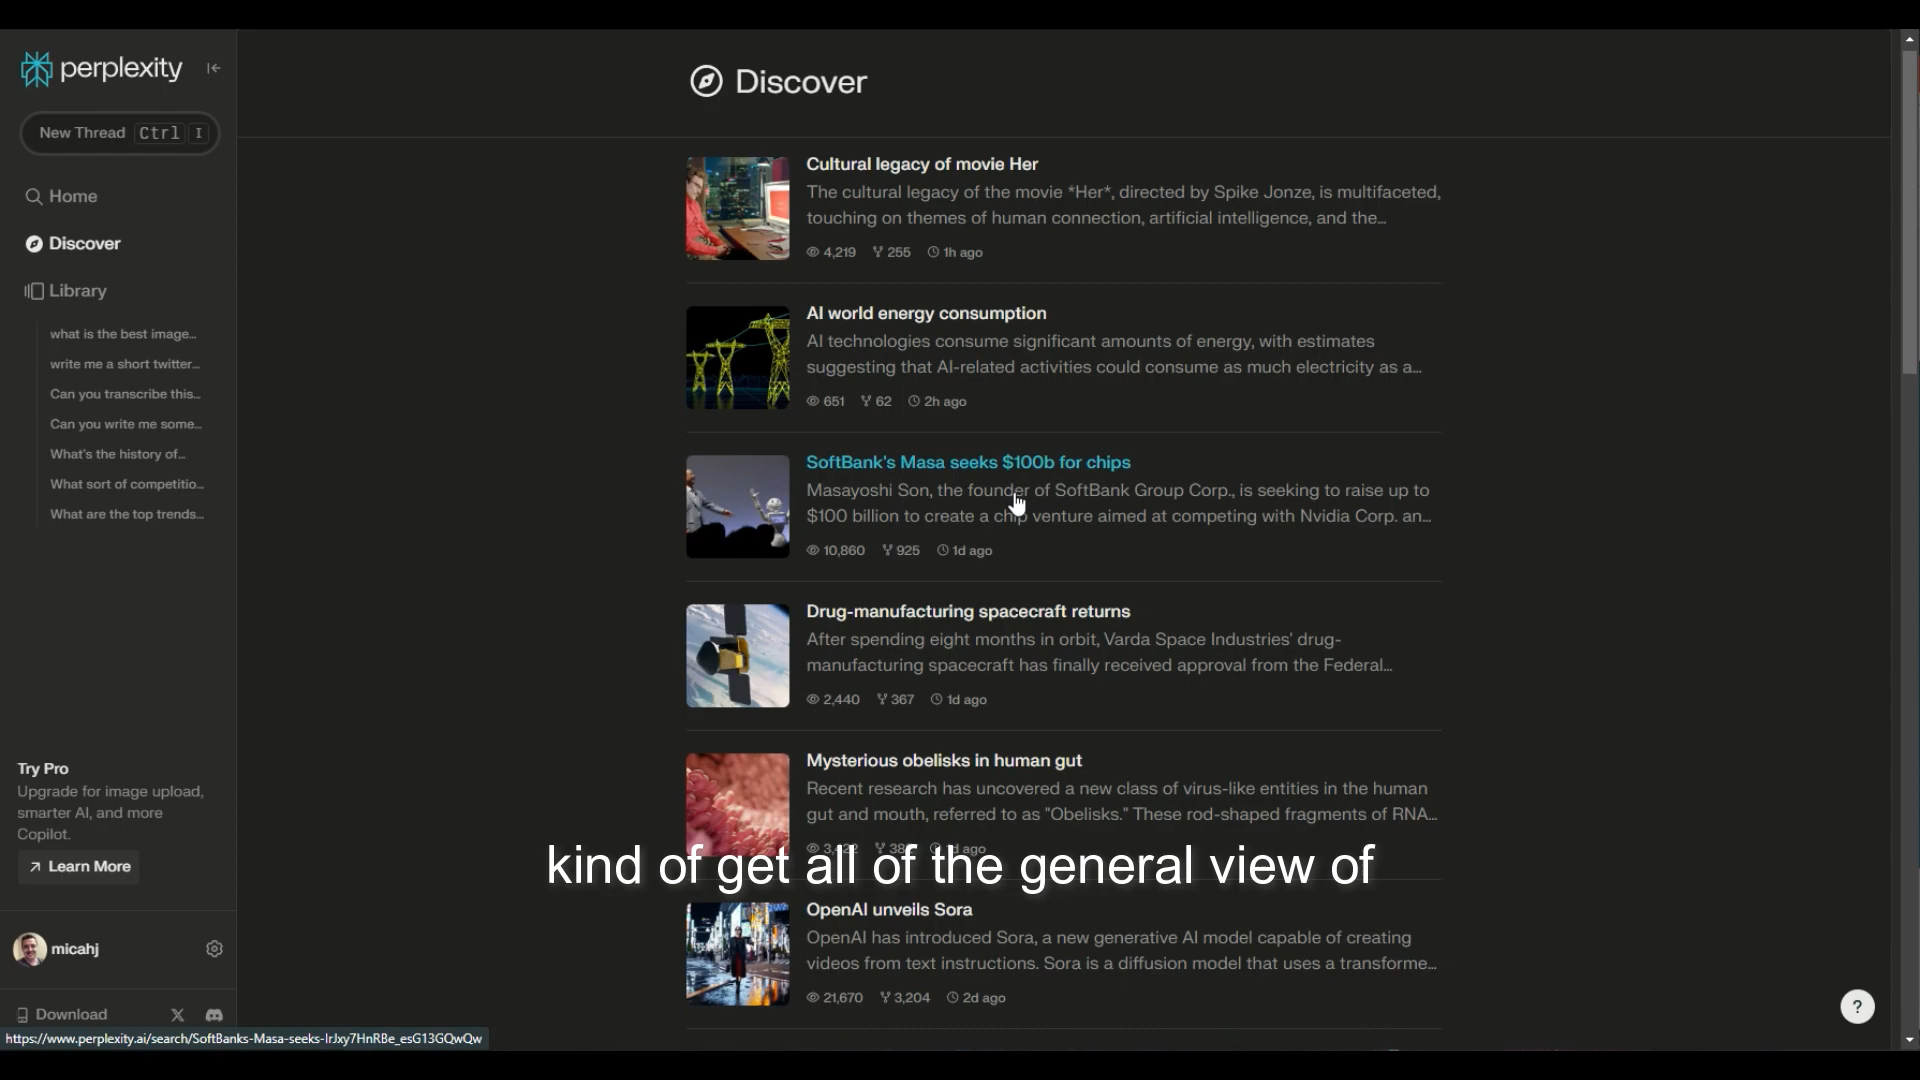 perplexity
New Thread Ctrl I
Home
Discover
Library
what is the best image...
write me a short twitter...
Can you transcribe this...
Can you write me some...
What's the history of...
What sort of competitio...
What are the top trends...
Try Pro
Upgrade for image upload,
smarter AI, and more
Copilot.
Learn More
micahj
Download
https://www.perplexity.ai/search/SoftBanks-Masa-seeks-IrJxy7HnRBe_esG13GQwQw
Discover
Cultural legacy of movie Her
The cultural legacy of the movie *Her*, directed by Spike Jonze, is multifaceted,
touching on themes of human connection, artificial intelligence, and the...
4,219 255 1h ago
AI world energy consumption
AI technologies consume significant amounts of energy, with estimates
suggesting that AI-related activities could consume as much electricity as a...
651 62 2h ago
SoftBank's Masa seeks $100b for chips
Masayoshi Son, the founder of SoftBank Group Corp., is seeking to raise up to
$100 billion to create a chip venture aimed at competing with Nvidia Corp. an...
10,860 925 1d ago
Drug-manufacturing spacecraft returns
After spending eight months in orbit, Varda Space Industries' drug-
manufacturing spacecraft has finally received approval from the Federal...
2,440 367 1d ago
Mysterious obelisks in human gut
Recent research has uncovered a new class of virus-like entities in the human
gut and mouth, referred to as "Obelisks." These rod-shaped fragments of RNA...
ago
kind of get all of the general view of
OpenAI unveils Sora
OpenAI has introduced Sora, a new generative AI model capable of creating
videos from text instructions. Sora is a diffusion model that uses a transforme...
21,670 3,204 2d ago
?